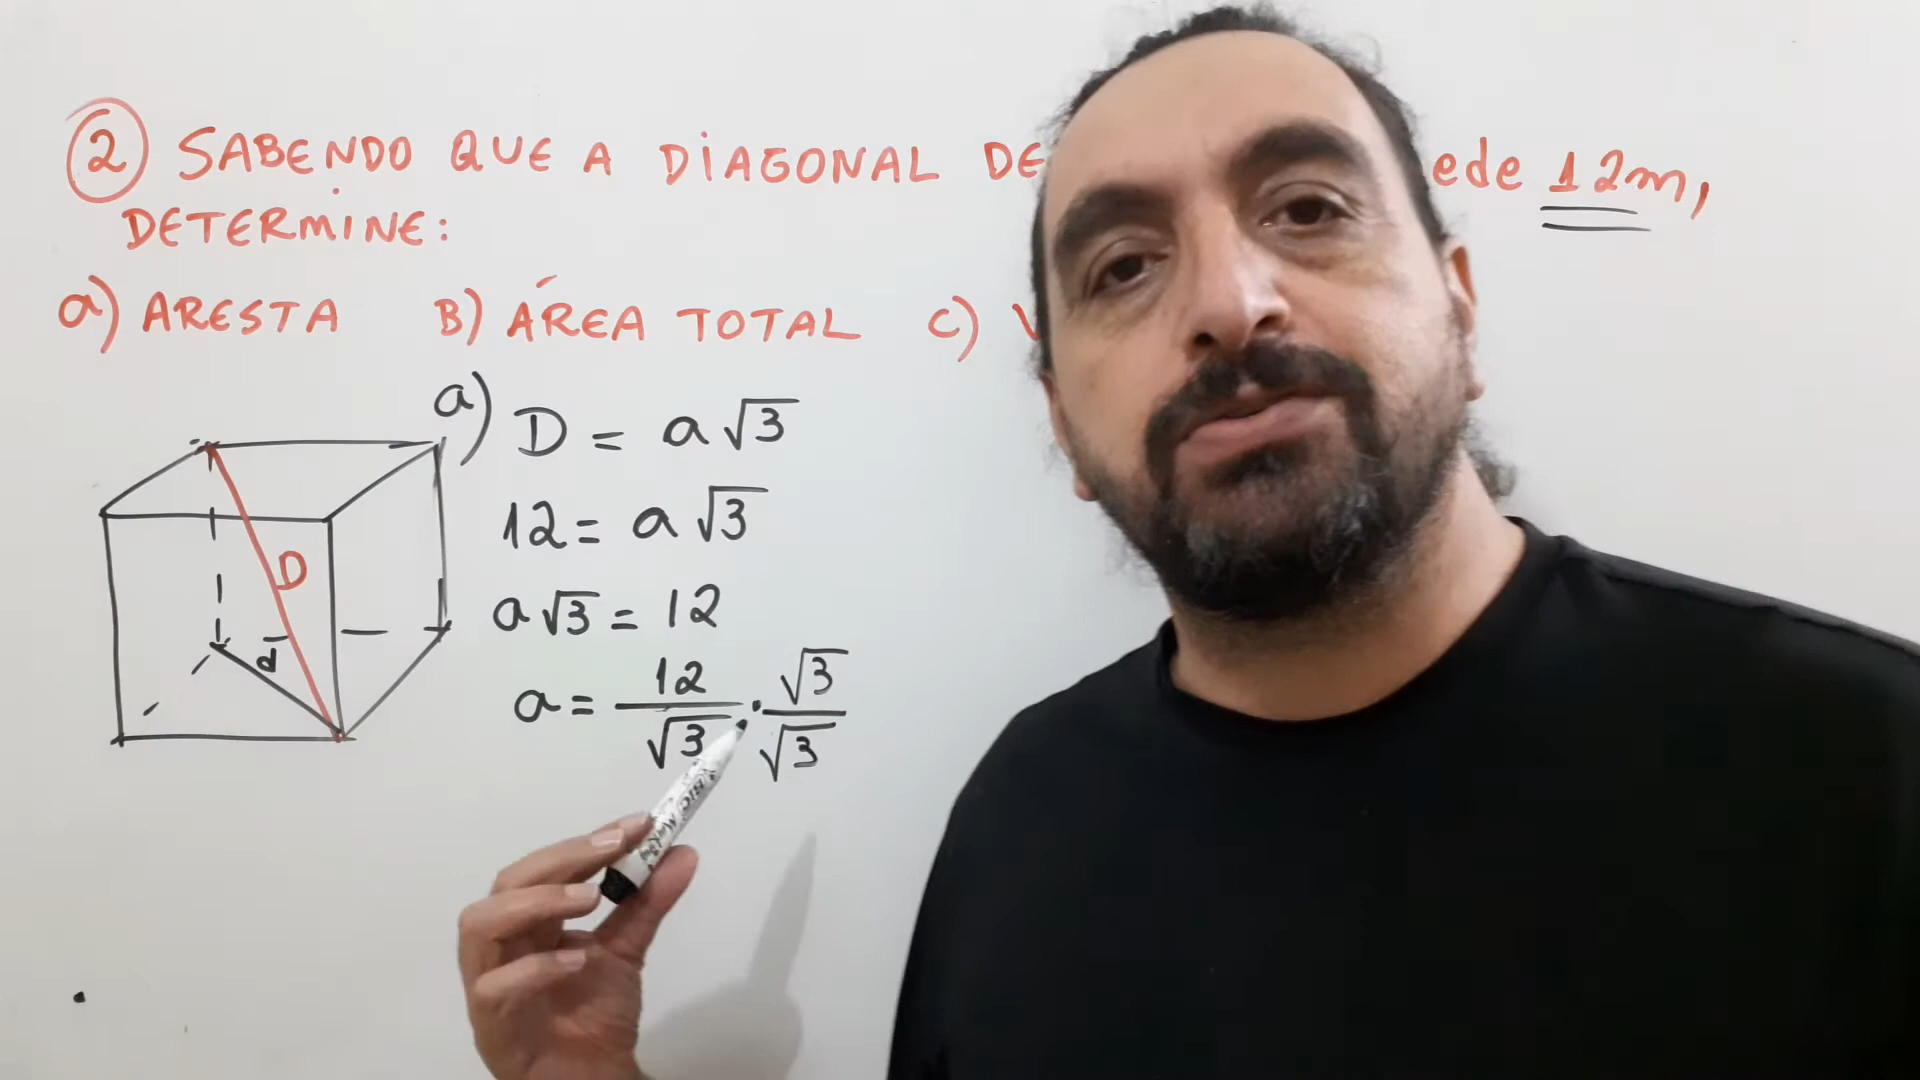 ② SABENDO QUE A DIAGONAL DE ede 12m,
DETERMINE:
a) ARESTA B) ÁREA TOTAL C)
a) D = a√3
12 = a√3
a√3 = 12
a = 12/√3 · √3/√3
D
d
BIC